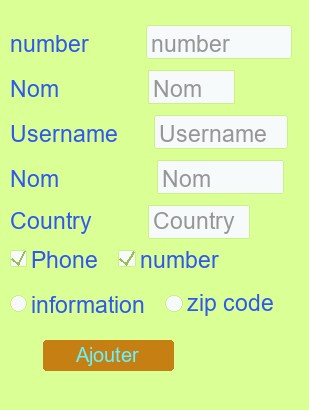 number number
Nom Nom
Username Username
Nom Nom
Country Country
Phone number
information zip code
Ajouter